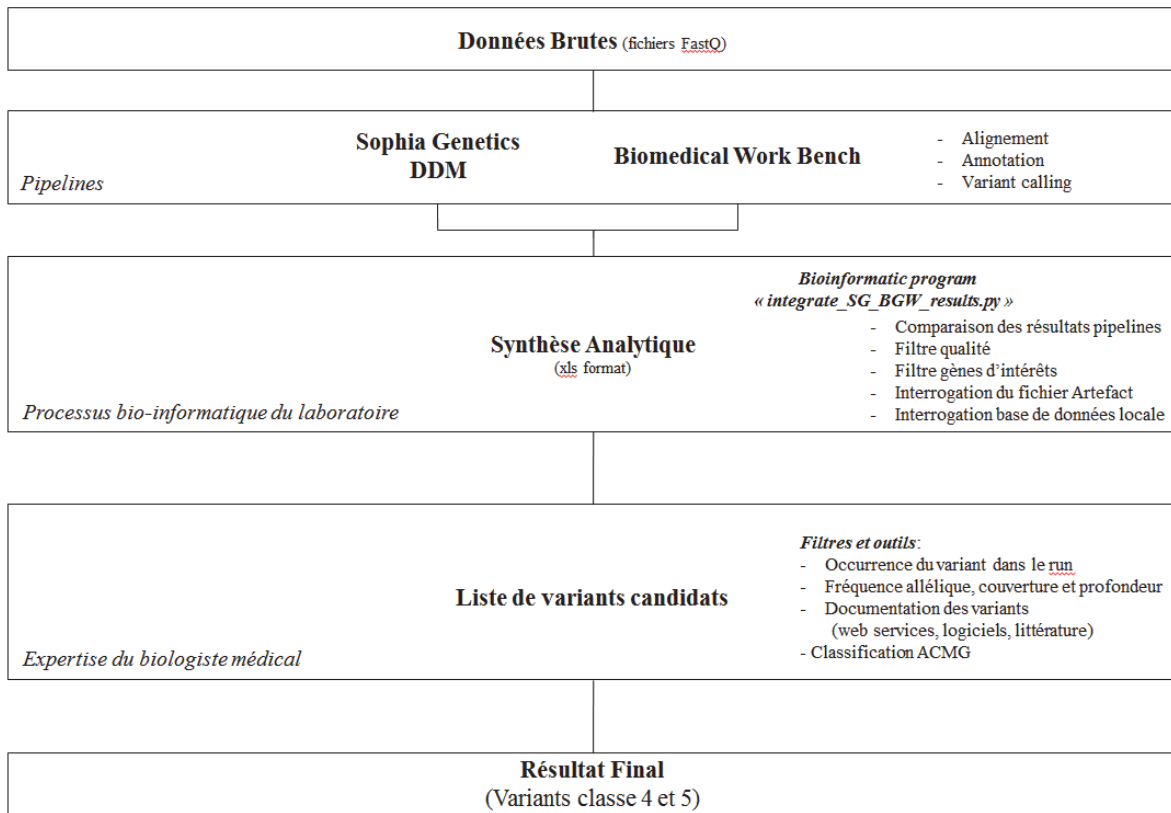 Données Brutes (fichiers FastQ)
Sophia Genetics
DDM
Biomedical Work Bench
- Alignement
- Annotation
- Variant calling
Pipelines
Bioinformatic program
« integrate_SG_BGW_results.py »
- Comparaison des résultats pipelines
- Filtre qualité
- Filtre gènes d'intérêts
- Interrogation du fichier Artefact
- Interrogation base de données locale
Synthèse Analytique
(xls format)
Processus bio-informatique du laboratoire
Filtres et outils:
- Occurrence du variant dans le run
- Fréquence allélique, couverture et profondeur
- Documentation des variants
(web services, logiciels, littérature)
- Classification ACMG
Liste de variants candidats
Expertise du biologiste médical
Résultat Final
(Variants classe 4 et 5)